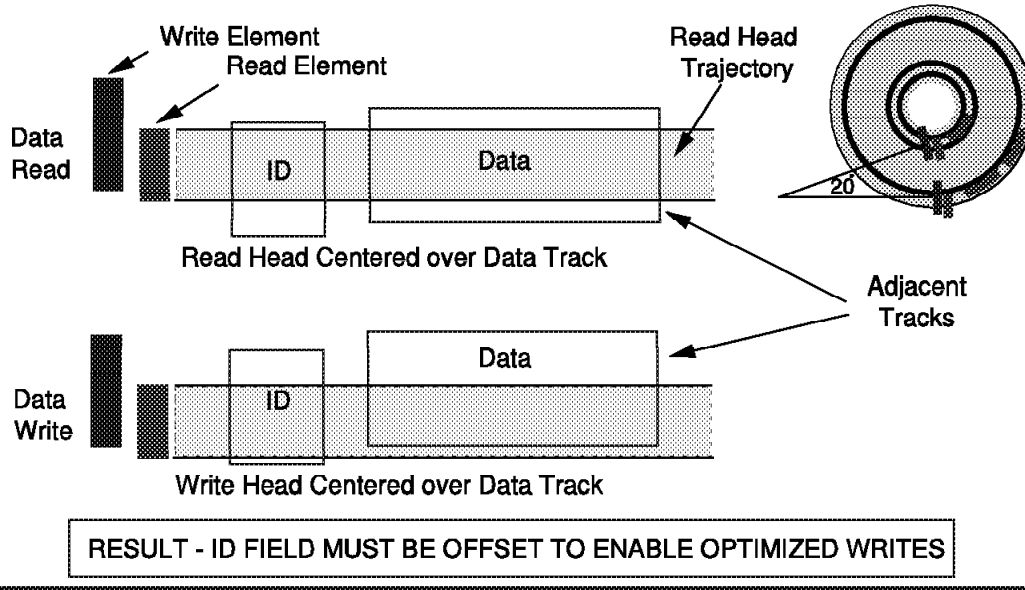 Write Element
Read Element
Read Head
Trajectory
Data
Read
ID
Data
20°
Read Head Centered over Data Track
Adjacent
Tracks
Data
ID
Data
Write
Write Head Centered over Data Track
RESULT - ID FIELD MUST BE OFFSET TO ENABLE OPTIMIZED WRITES